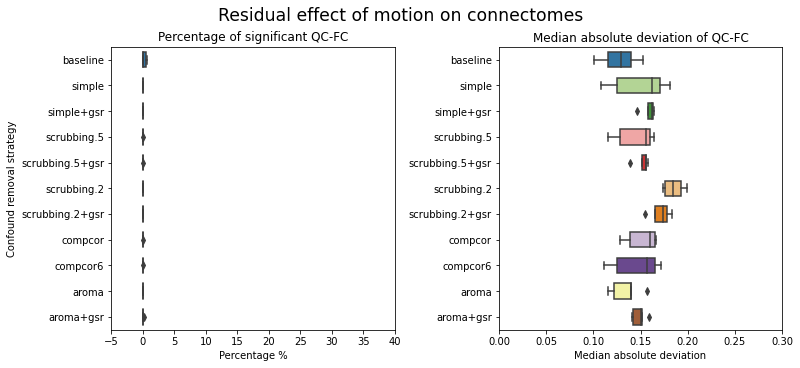 Residual effect of motion on connectomes
Percentage of significant QC-FC
Confound removal strategy
baseline
simple
simple+gsr
scrubbing.5
scrubbing.5+gsr
scrubbing.2
scrubbing.2+gsr
compcor
compcor6
aroma
aroma+gsr
-5 0 5 10 15 20 25 30 35 40
Percentage %
Median absolute deviation of QC-FC
baseline
simple
simple+gsr
scrubbing.5
scrubbing.5+gsr
scrubbing.2
scrubbing.2+gsr
compcor
compcor6
aroma
aroma+gsr
0.00 0.05 0.10 0.15 0.20 0.25 0.30
Median absolute deviation